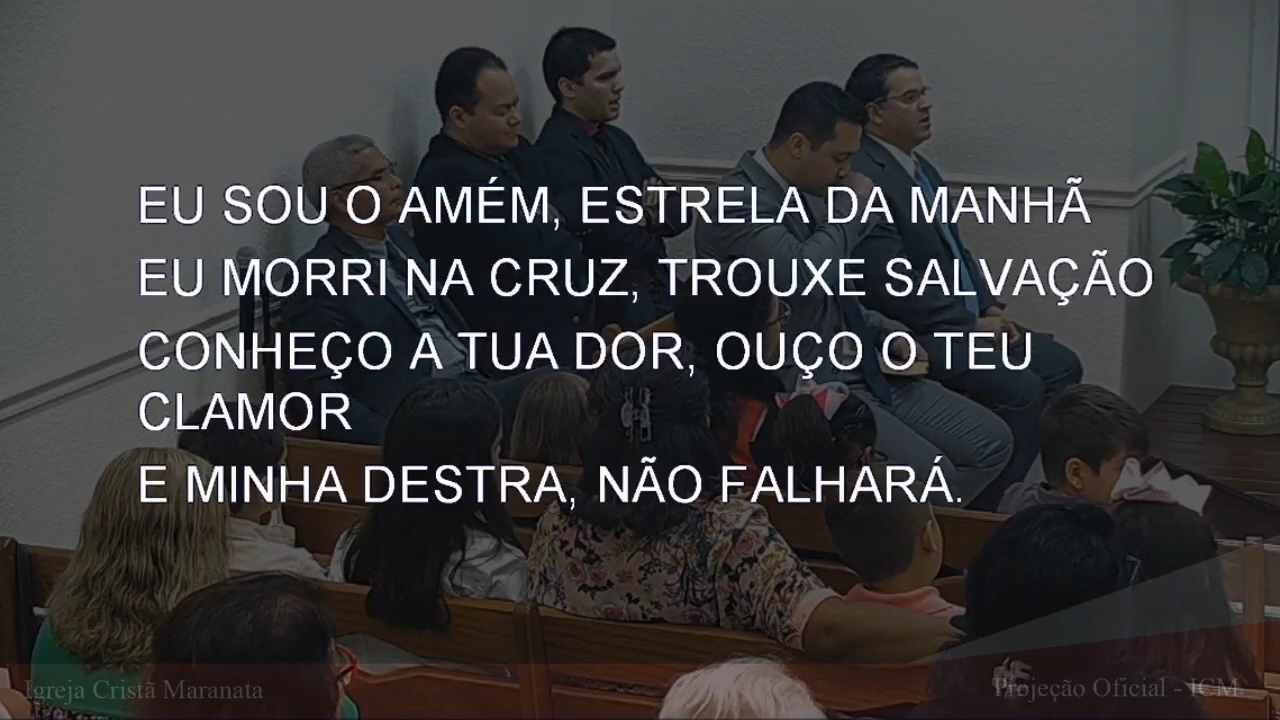 EU SOU O AMÉM, ESTRELA DA MANHÃ
EU MORRI NA CRUZ, TROUXE SALVAÇÃO
CONHEÇO A TUA DOR, OUÇO O TEU
CLAMOR
E MINHA DESTRA, NÃO FALHARÁ.
Igreja Cristã Maranata
Projeção Oficial - ICM